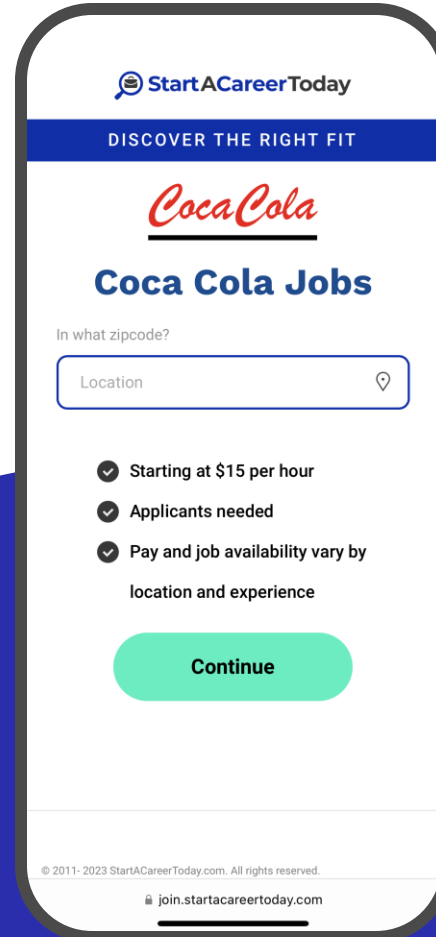 StartACareerToday
DISCOVER THE RIGHT FIT
Coca Cola
Coca Cola Jobs
In what zipcode?
Location
Starting at $15 per hour
Applicants needed
Pay and job availability vary by
location and experience
Continue
© 2011- 2023 StartACareerToday.com. All rights reserved.
join.startacareertoday.com